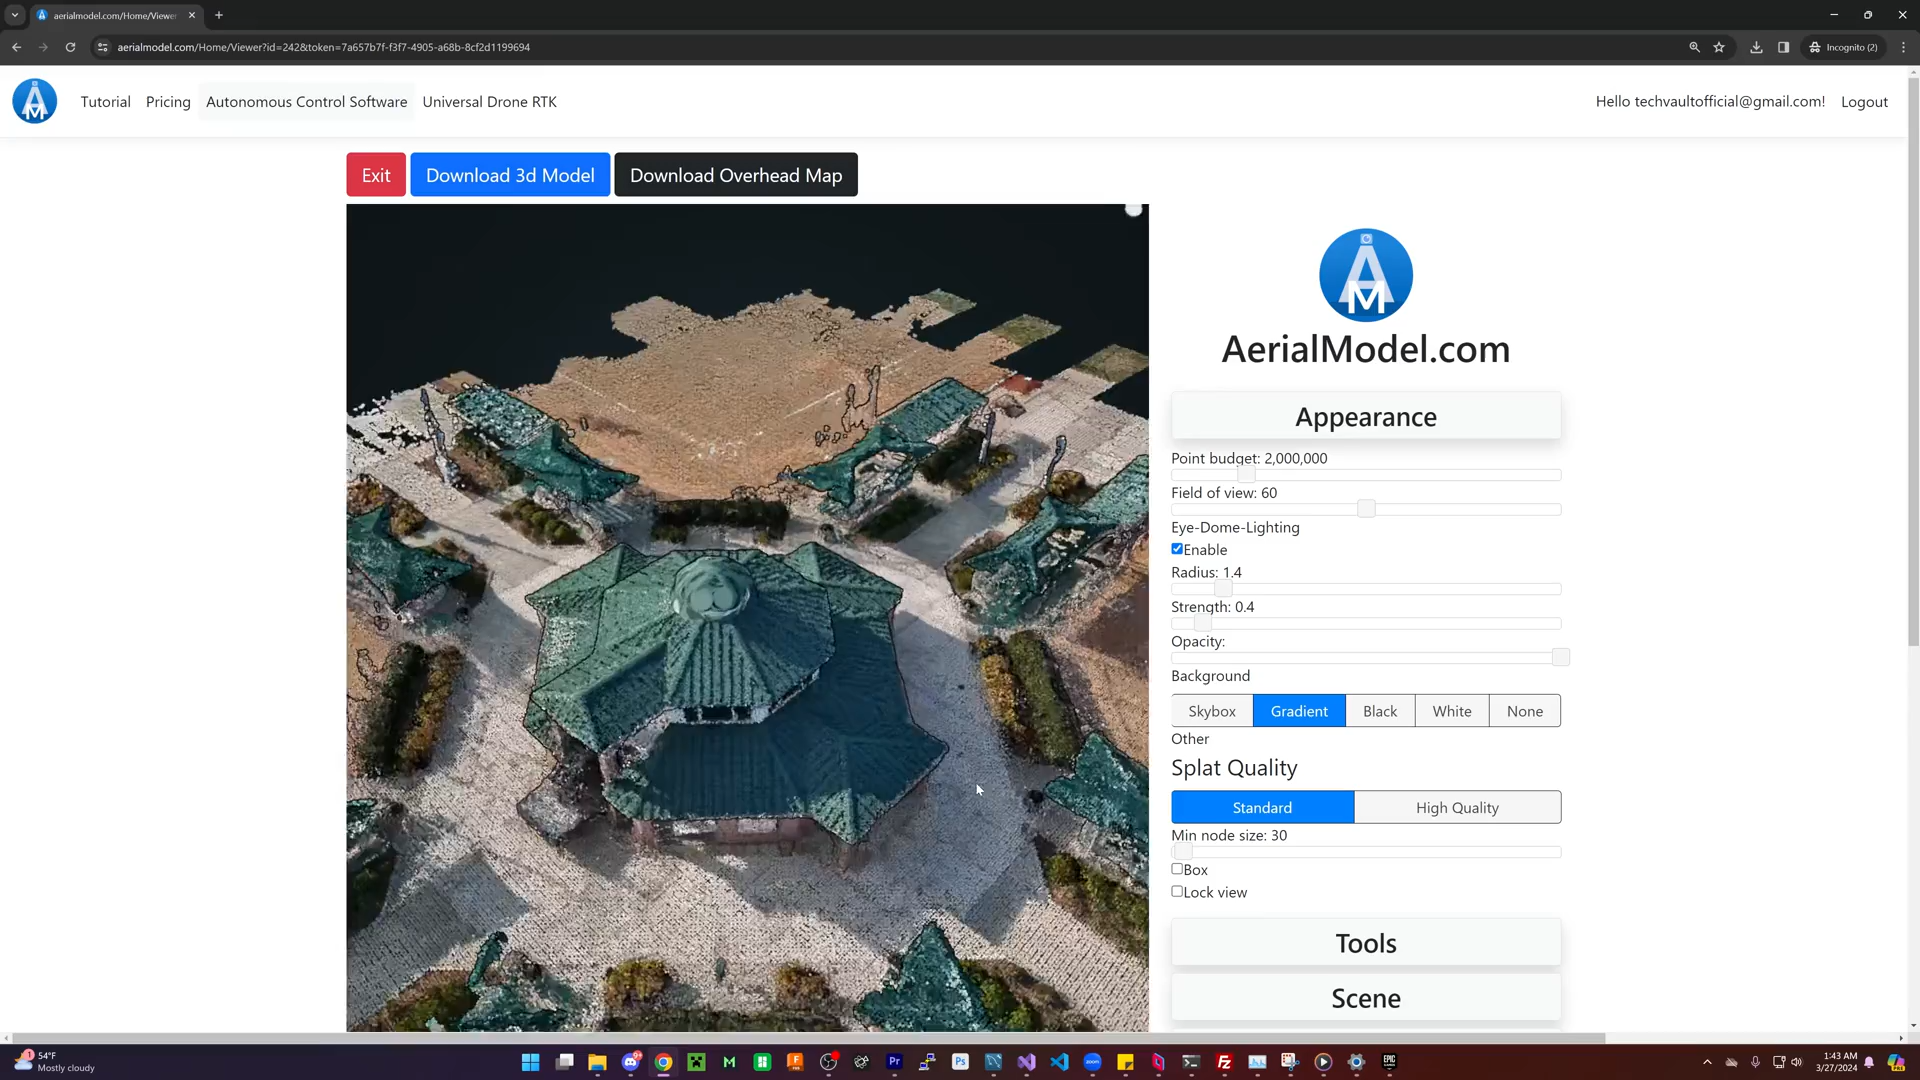 aerialmodel.com/Home/Viewer
aerialmodel.com/Home/Viewer?id=242&token=7a657b7f-f3f7-4905-a68b-8cf2d1199694
Incognito (2)
Tutorial Pricing Autonomous Control Software Universal Drone RTK
Hello techvaultofficial@gmail.com! Logout
Exit Download 3d Model Download Overhead Map
AM
AerialModel.com
Appearance
Point budget: 2,000,000
Field of view: 60
Eye-Dome-Lighting
Enable
Radius: 1.4
Strength: 0.4
Opacity:
Background
Skybox Gradient Black White None
Other
Splat Quality
Standard High Quality
Min node size: 30
Box
Lock view
Tools
Scene
54°F
Mostly cloudy
1:43 AM
3/27/2024